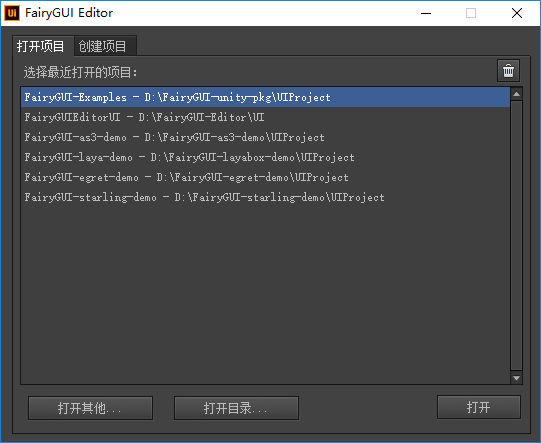 Ui FairyGUI Editor
打开项目 创建项目
选择最近打开的项目:
FairyGUI-Examples - D:\FairyGUI-unity-pkg\UIProject
FairyGUIEditorUI - D:\FairyGUI-Editor\UI
FairyGUI-as3-demo - D:\FairyGUI-as3-demo\UIProject
FairyGUI-laya-demo - D:\FairyGUI-layabox-demo\UIProject
FairyGUI-egret-demo - D:\FairyGUI-egret-demo\UIProject
FairyGUI-starling-demo - D:\FairyGUI-starling-demo\UIProject
打开其他... 打开目录... 打开